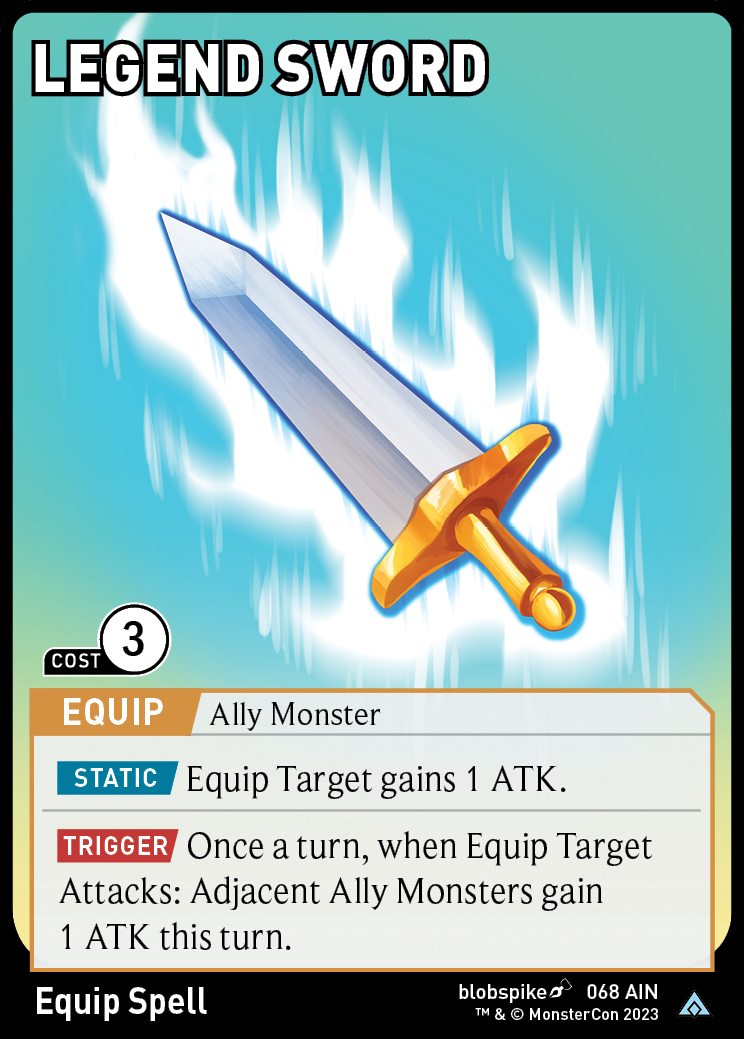 LEGEND SWORD
COST 3
EQUIP Ally Monster
STATIC Equip Target gains 1 ATK.
TRIGGER Once a turn, when Equip Target
Attacks: Adjacent Ally Monsters gain
1 ATK this turn.
Equip Spell
blobspike 068 AIN
™ & © MonsterCon 2023